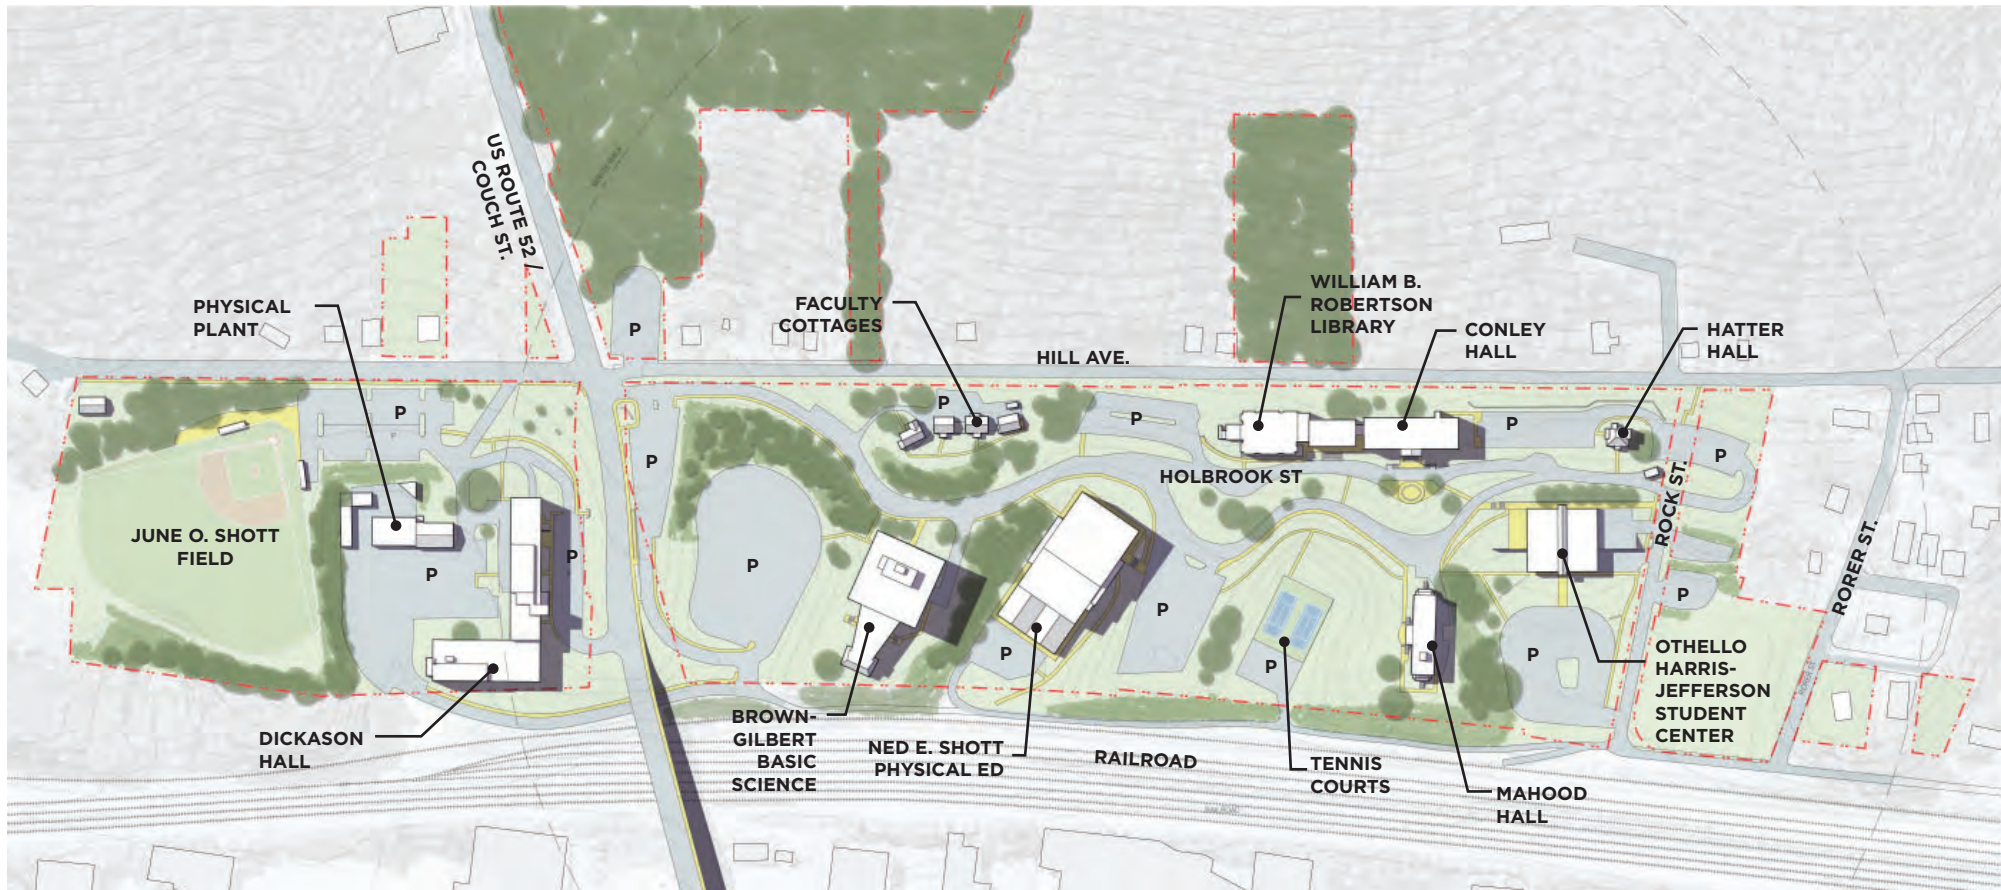 US ROUTE 52 /
COUCH ST.
PHYSICAL
PLANT
P
FACULTY
COTTAGES
WILLIAM B.
ROBERTSON
LIBRARY
CONLEY
HALL
HATTER
HALL
HILL AVE.
P
P
P
P
P
P
P
HOLBROOK ST
ROCK ST.
RORER ST.
JUNE O. SHOTT
FIELD
P
P
P
P
P
P
P
P
DICKASON
HALL
BROWN-
GILBERT
BASIC
SCIENCE
NED E. SHOTT
PHYSICAL ED
RAILROAD
TENNIS
COURTS
MAHOOD
HALL
OTHELLO
HARRIS-
JEFFERSON
STUDENT
CENTER